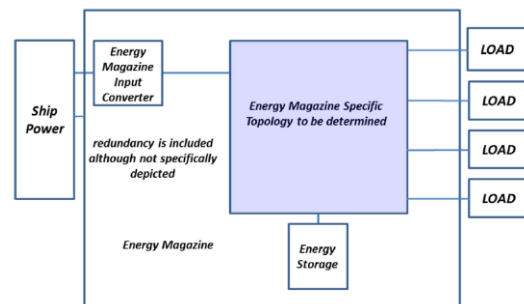 Ship
Power
Energy
Magazine
Input
Converter
redundancy is included
although not specifically
depicted
Energy Magazine
Energy Magazine Specific
Topology to be determined
Energy
Storage
LOAD
LOAD
LOAD
LOAD